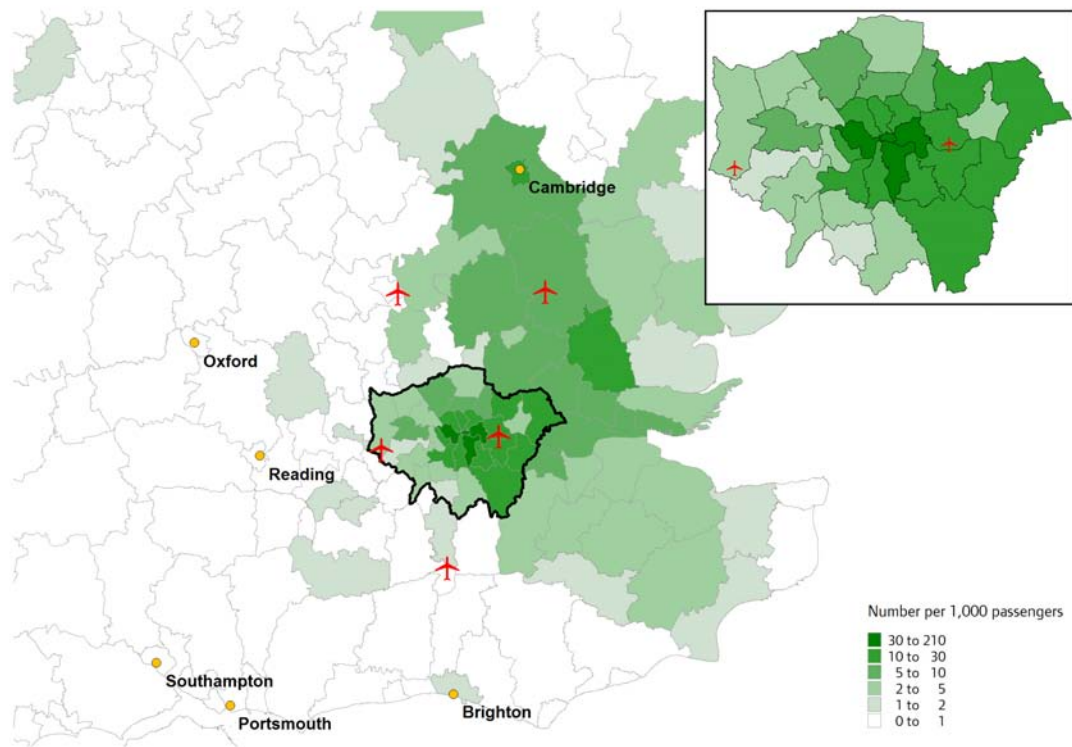 Cambridge
Oxford
Reading
Southampton
Portsmouth
Brighton
Number per 1,000 passengers
30 to 210
10 to 30
5 to 10
2 to 5
1 to 2
0 to 1